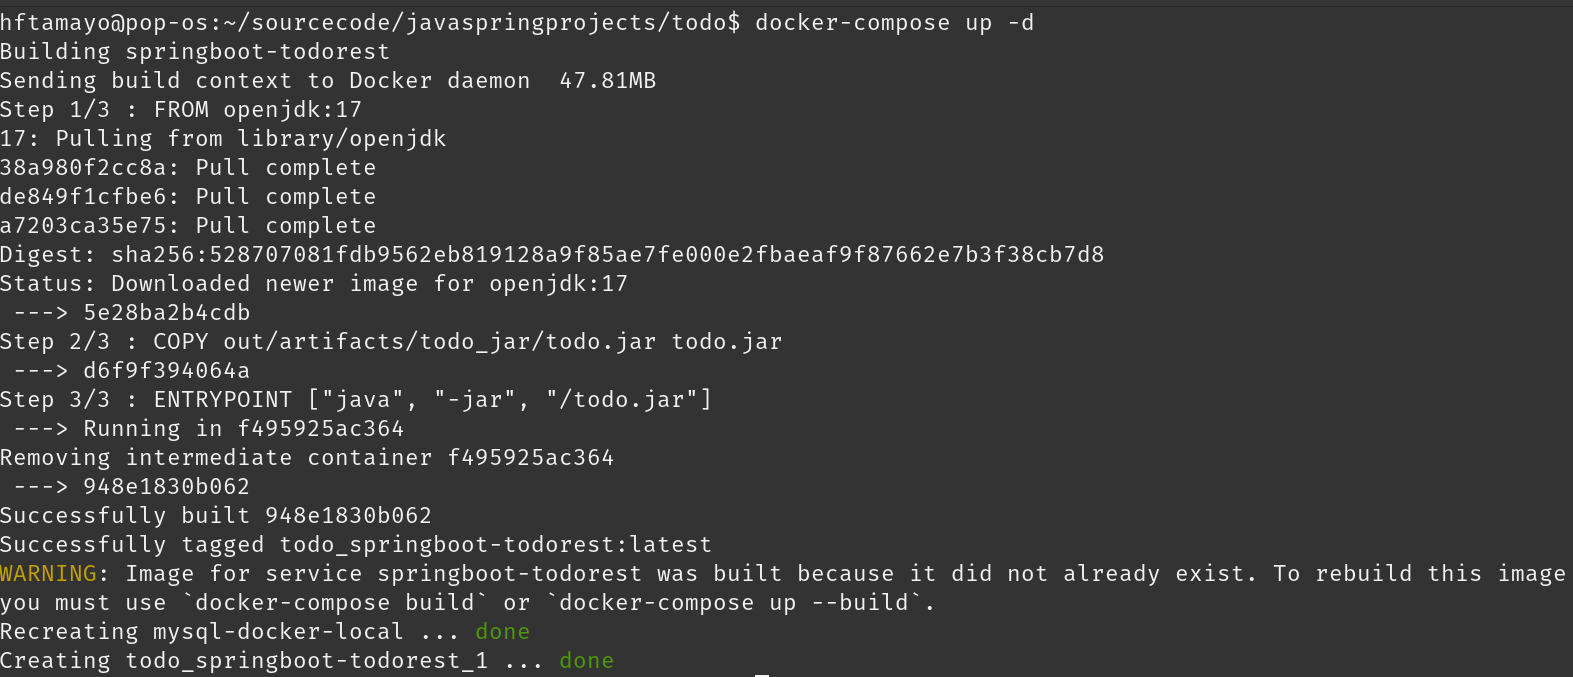 hftamayo@pop-os:~/sourcecode/javaspringprojects/todo$ docker-compose up -d
Building springboot-todorest
Sending build context to Docker daemon  47.81MB
Step 1/3 : FROM openjdk:17
17: Pulling from library/openjdk
38a980f2cc8a: Pull complete
de849f1cfbe6: Pull complete
a7203ca35e75: Pull complete
Digest: sha256:528707081fdb9562eb819128a9f85ae7fe000e2fbaeaf9f87662e7b3f38cb7d8
Status: Downloaded newer image for openjdk:17
 ---> 5e28ba2b4cdb
Step 2/3 : COPY out/artifacts/todo_jar/todo.jar todo.jar
 ---> d6f9f394064a
Step 3/3 : ENTRYPOINT ["java", "-jar", "/todo.jar"]
 ---> Running in f495925ac364
Removing intermediate container f495925ac364
 ---> 948e1830b062
Successfully built 948e1830b062
Successfully tagged todo_springboot-todorest:latest
WARNING: Image for service springboot-todorest was built because it did not already exist. To rebuild this image
you must use `docker-compose build` or `docker-compose up --build`.
Recreating mysql-docker-local ... done
Creating todo_springboot-todorest_1 ... done